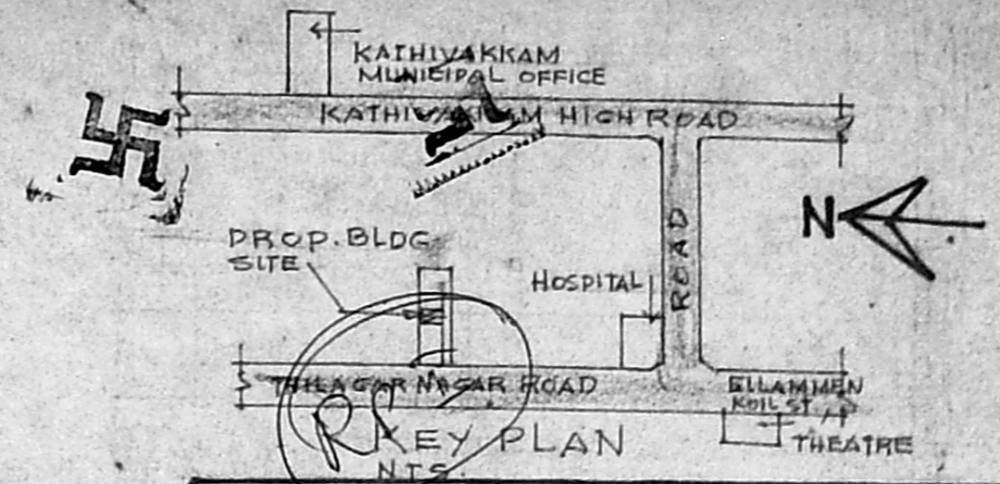 KATHIVAKKAM
MUNICIPAL OFFICE
KATHIVAKKAM HIGH ROAD
N
PROP. BLDG
SITE
HOSPITAL
ROAD
THILAGAR NAGAR ROAD
ELLAMMEN
KOIL ST
THEATRE
KEY PLAN
N.T.S.